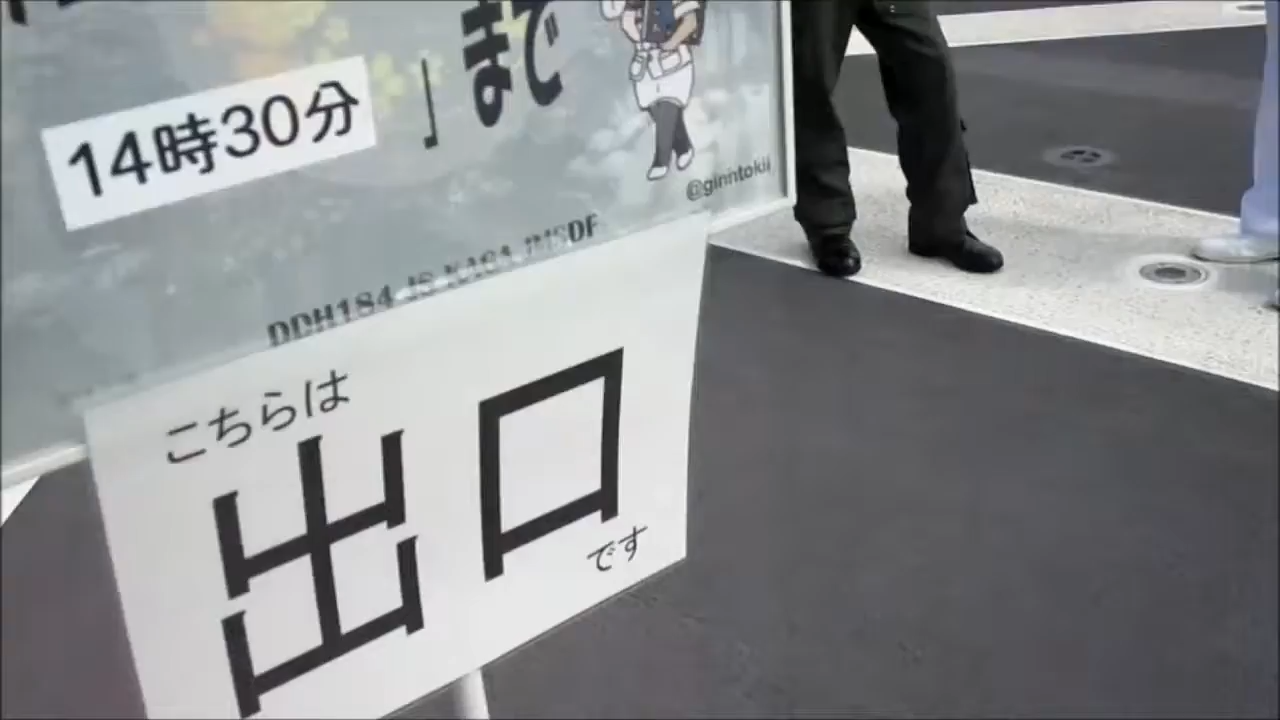 14時30分」まで
@ginntokii
DDH184 JS KAGA JMSDF
こちらは
出口
です